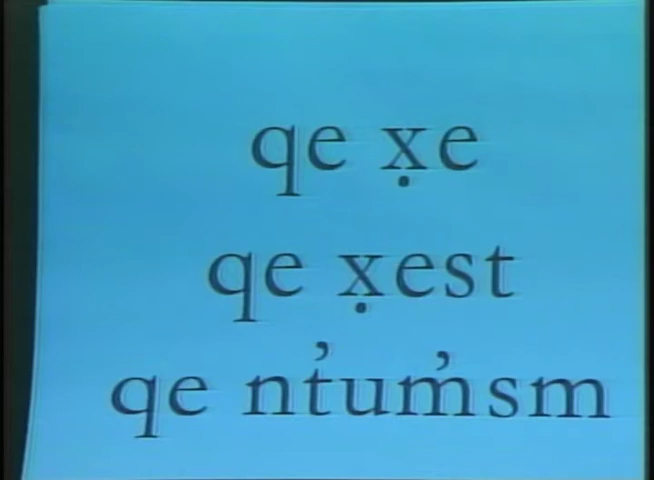 qe x̣e
qe x̣est
qe nt̓um̓sm